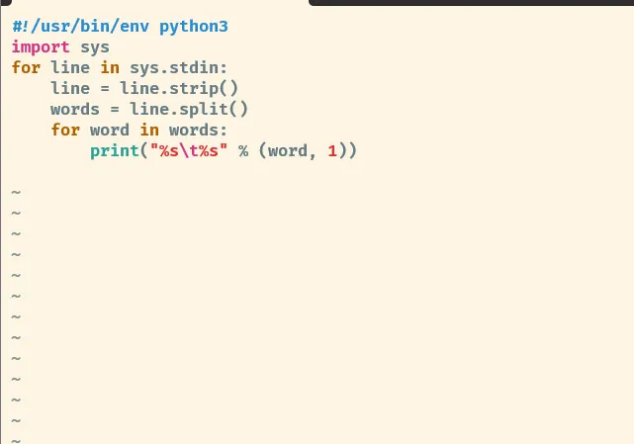 #!/usr/bin/env python3
import sys
for line in sys.stdin:
    line = line.strip()
    words = line.split()
    for word in words:
        print("%s\t%s" % (word, 1))

~
~
~
~
~
~
~
~
~
~
~
~
~